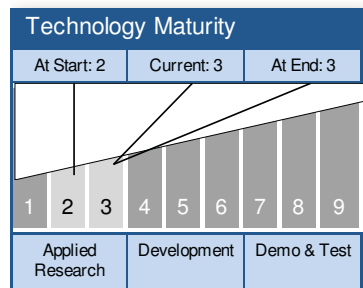 Technology Maturity
At Start: 2 Current: 3 At End: 3
1 2 3 4 5 6 7 8 9
Applied Research Development Demo & Test